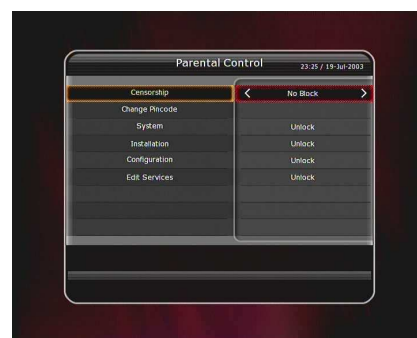 Parental Control 23:25 / 19-Jul-2003
Censorship No Block
Change Pincode
System Unlock
Installation Unlock
Configuration Unlock
Edit Services Unlock